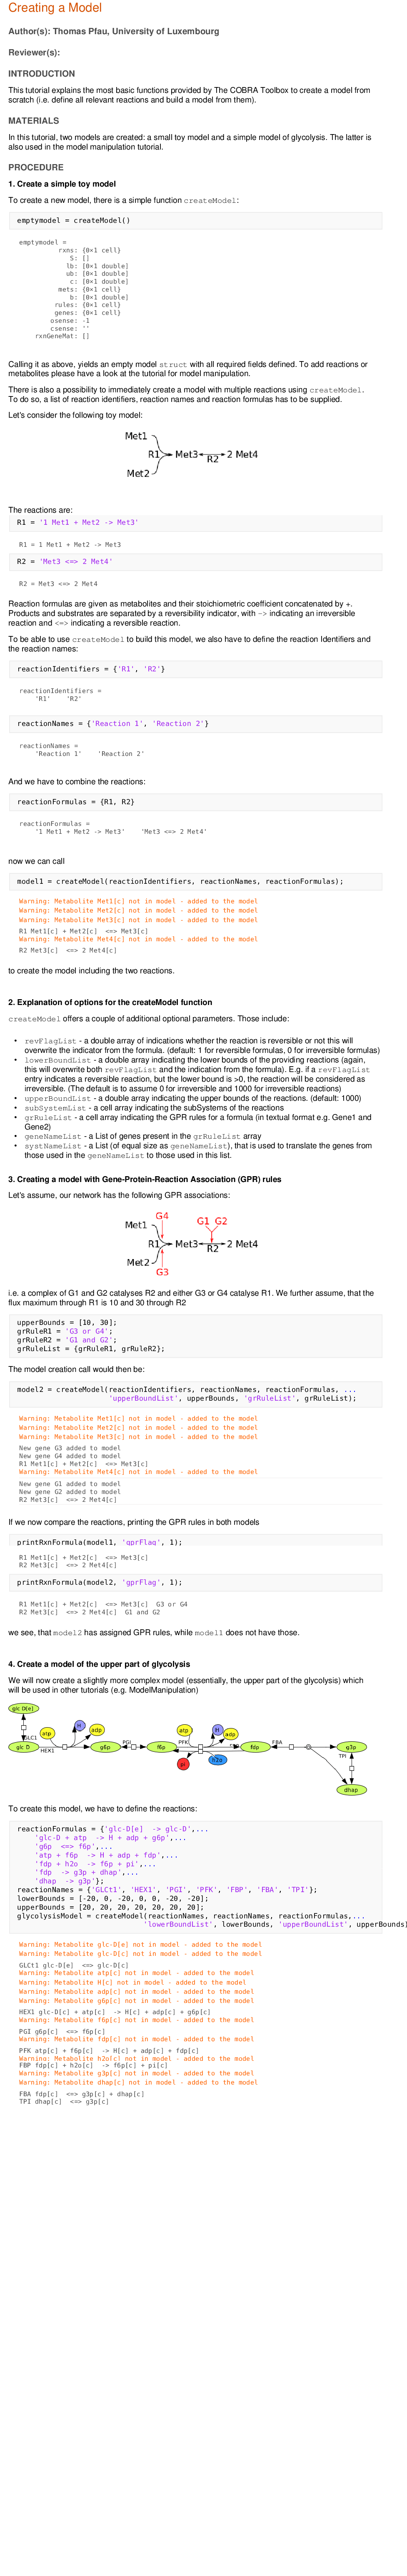 Creating a Model
Author(s): Thomas Pfau, University of Luxembourg
Reviewer(s):
INTRODUCTION
This tutorial explains the most basic functions provided by The COBRA Toolbox to create a model from
scratch (i.e. define all relevant reactions and build a model from them).
MATERIALS
In this tutorial, two models are created: a small toy model and a simple model of glycolysis. The latter is
also used in the model manipulation tutorial.
PROCEDURE
1. Create a simple toy model
To create a new model, there is a simple function createModel:
emptymodel = createModel()
emptymodel =
rxns: {0×1 cell}
S: []
lb: [0×1 double]
ub: [0×1 double]
c: [0×1 double]
mets: {0×1 cell}
b: [0×1 double]
rules: {0×1 cell}
genes: {0×1 cell}
osense: -1
csense: ''
rxnGeneMat: []
Calling it as above, yields an empty model struct with all required fields defined. To add reactions or
metabolites please have a look at the tutorial for model manipulation.
There is also a possibility to immediately create a model with multiple reactions using createModel.
To do so, a list of reaction identifiers, reaction names and reaction formulas has to be supplied.
Let's consider the following toy model:
Met1
R1 Met3 2 Met4
R2
Met2
The reactions are:
R1 = '1 Met1 + Met2 -> Met3'
R1 = 1 Met1 + Met2 -> Met3
R2 = 'Met3 <=> 2 Met4'
R2 = Met3 <=> 2 Met4
Reaction formulas are given as metabolites and their stoichiometric coefficient concatenated by +.
Products and substrates are separated by a reversibility indicator, with -> indicating an irreversible
reaction and <=> indicating a reversible reaction.
To be able to use createModel to build this model, we also have to define the reaction Identifiers and
the reaction names:
reactionIdentifiers = {'R1', 'R2'}
reactionIdentifiers =
'R1' 'R2'
reactionNames = {'Reaction 1', 'Reaction 2'}
reactionNames =
'Reaction 1' 'Reaction 2'
And we have to combine the reactions:
reactionFormulas = {R1, R2}
reactionFormulas =
'1 Met1 + Met2 -> Met3' 'Met3 <=> 2 Met4'
now we can call
model1 = createModel(reactionIdentifiers, reactionNames, reactionFormulas);
Warning: Metabolite Met1[c] not in model - added to the model
Warning: Metabolite Met2[c] not in model - added to the model
Warning: Metabolite Met3[c] not in model - added to the model
R1 Met1[c] + Met2[c] <=> Met3[c]
Warning: Metabolite Met4[c] not in model - added to the model
R2 Met3[c] <=> 2 Met4[c]
to create the model including the two reactions.
2. Explanation of options for the createModel function
createModel offers a couple of additional optional parameters. Those include:
• revFlagList - a double array of indications whether the reaction is reversible or not this will
overwrite the indicator from the formula. (default: 1 for reversible formulas, 0 for irreversible formulas)
• lowerBoundList - a double array indicating the lower bounds of the providing reactions (again,
this will overwrite both revFlagList and the indication from the formula). E.g. if a revFlagList
entry indicates a reversible reaction, but the lower bound is >0, the reaction will be considered as
irreversible. (The default is to assume 0 for irreversible and 1000 for irreversible reactions)
• upperBoundList - a double array indicating the upper bounds of the reactions. (default: 1000)
• subSystemList - a cell array indicating the subSystems of the reactions
• grRuleList - a cell array indicating the GPR rules for a formula (in textual format e.g. Gene1 and
Gene2)
• geneNameList - a List of genes present in the grRuleList array
• systNameList - a List (of equal size as geneNameList), that is used to translate the genes from
those used in the geneNameList to those used in this list.
3. Creating a model with Gene-Protein-Reaction Association (GPR) rules
Let's assume, our network has the following GPR associations:
G4
Met1 G1 G2
R1 Met3 2 Met4
R2
Met2
G3
i.e. a complex of G1 and G2 catalyses R2 and either G3 or G4 catalyse R1. We further assume, that the
flux maximum through R1 is 10 and 30 through R2
upperBounds = [10, 30];
grRuleR1 = 'G3 or G4';
grRuleR2 = 'G1 and G2';
grRuleList = {grRuleR1, grRuleR2};
The model creation call would then be:
model2 = createModel(reactionIdentifiers, reactionNames, reactionFormulas, ...
'upperBoundList', upperBounds, 'grRuleList', grRuleList);
Warning: Metabolite Met1[c] not in model - added to the model
Warning: Metabolite Met2[c] not in model - added to the model
Warning: Metabolite Met3[c] not in model - added to the model
New gene G3 added to model
New gene G4 added to model
R1 Met1[c] + Met2[c] <=> Met3[c]
Warning: Metabolite Met4[c] not in model - added to the model
New gene G1 added to model
New gene G2 added to model
R2 Met3[c] <=> 2 Met4[c]
If we now compare the reactions, printing the GPR rules in both models
printRxnFormula(model1, 'gprFlag', 1);
R1 Met1[c] + Met2[c] <=> Met3[c]
R2 Met3[c] <=> 2 Met4[c]
printRxnFormula(model2, 'gprFlag', 1);
R1 Met1[c] + Met2[c] <=> Met3[c] G3 or G4
R2 Met3[c] <=> 2 Met4[c] G1 and G2
we see, that model2 has assigned GPR rules, while model1 does not have those.
4. Create a model of the upper part of glycolysis
We will now create a slightly more complex model (essentially, the upper part of the glycolysis) which
will be used in other tutorials (e.g. ModelManipulation)
glc D[e]
atp H adp atp H adp
GLC1
glc D HEX1 g6p PGI f6p PFK fdp FBA g3p
pi h2o TPI
dhap
To create this model, we have to define the reactions:
reactionFormulas = {'glc-D[e] -> glc-D',...
'glc-D + atp -> H + adp + g6p',...
'g6p <=> f6p',...
'atp + f6p -> H + adp + fdp',...
'fdp + h2o -> f6p + pi',...
'fdp -> g3p + dhap',...
'dhap -> g3p'};
reactionNames = {'GLCt1', 'HEX1', 'PGI', 'PFK', 'FBP', 'FBA', 'TPI'};
lowerBounds = [-20, 0, -20, 0, 0, -20, -20];
upperBounds = [20, 20, 20, 20, 20, 20, 20];
glycolysisModel = createModel(reactionNames, reactionNames, reactionFormulas,...
'lowerBoundList', lowerBounds, 'upperBoundList', upperBounds)
Warning: Metabolite glc-D[e] not in model - added to the model
Warning: Metabolite glc-D[c] not in model - added to the model
GLCt1 glc-D[e] <=> glc-D[c]
Warning: Metabolite atp[c] not in model - added to the model
Warning: Metabolite H[c] not in model - added to the model
Warning: Metabolite adp[c] not in model - added to the model
Warning: Metabolite g6p[c] not in model - added to the model
HEX1 glc-D[c] + atp[c] -> H[c] + adp[c] + g6p[c]
Warning: Metabolite f6p[c] not in model - added to the model
PGI g6p[c] <=> f6p[c]
Warning: Metabolite fdp[c] not in model - added to the model
PFK atp[c] + f6p[c] -> H[c] + adp[c] + fdp[c]
Warning: Metabolite h2o[c] not in model - added to the model
FBP fdp[c] + h2o[c] -> f6p[c] + pi[c]
Warning: Metabolite g3p[c] not in model - added to the model
Warning: Metabolite dhap[c] not in model - added to the model
FBA fdp[c] <=> g3p[c] + dhap[c]
TPI dhap[c] <=> g3p[c]